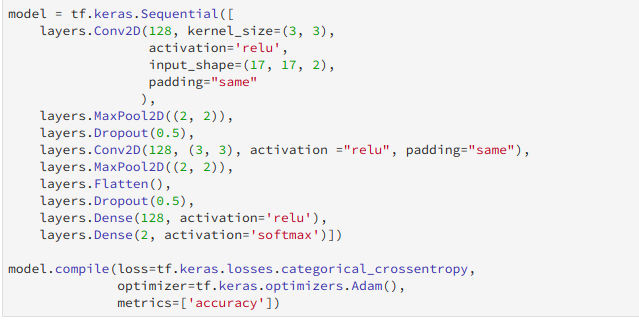 model = tf.keras.Sequential([
    layers.Conv2D(128, kernel_size=(3, 3),
                  activation='relu',
                  input_shape=(17, 17, 2),
                  padding="same"
                 ),
    layers.MaxPool2D((2, 2)),
    layers.Dropout(0.5),
    layers.Conv2D(128, (3, 3), activation ="relu", padding="same"),
    layers.MaxPool2D((2, 2)),
    layers.Flatten(),
    layers.Dropout(0.5),
    layers.Dense(128, activation='relu'),
    layers.Dense(2, activation='softmax')])

model.compile(loss=tf.keras.losses.categorical_crossentropy,
              optimizer=tf.keras.optimizers.Adam(),
              metrics=['accuracy'])